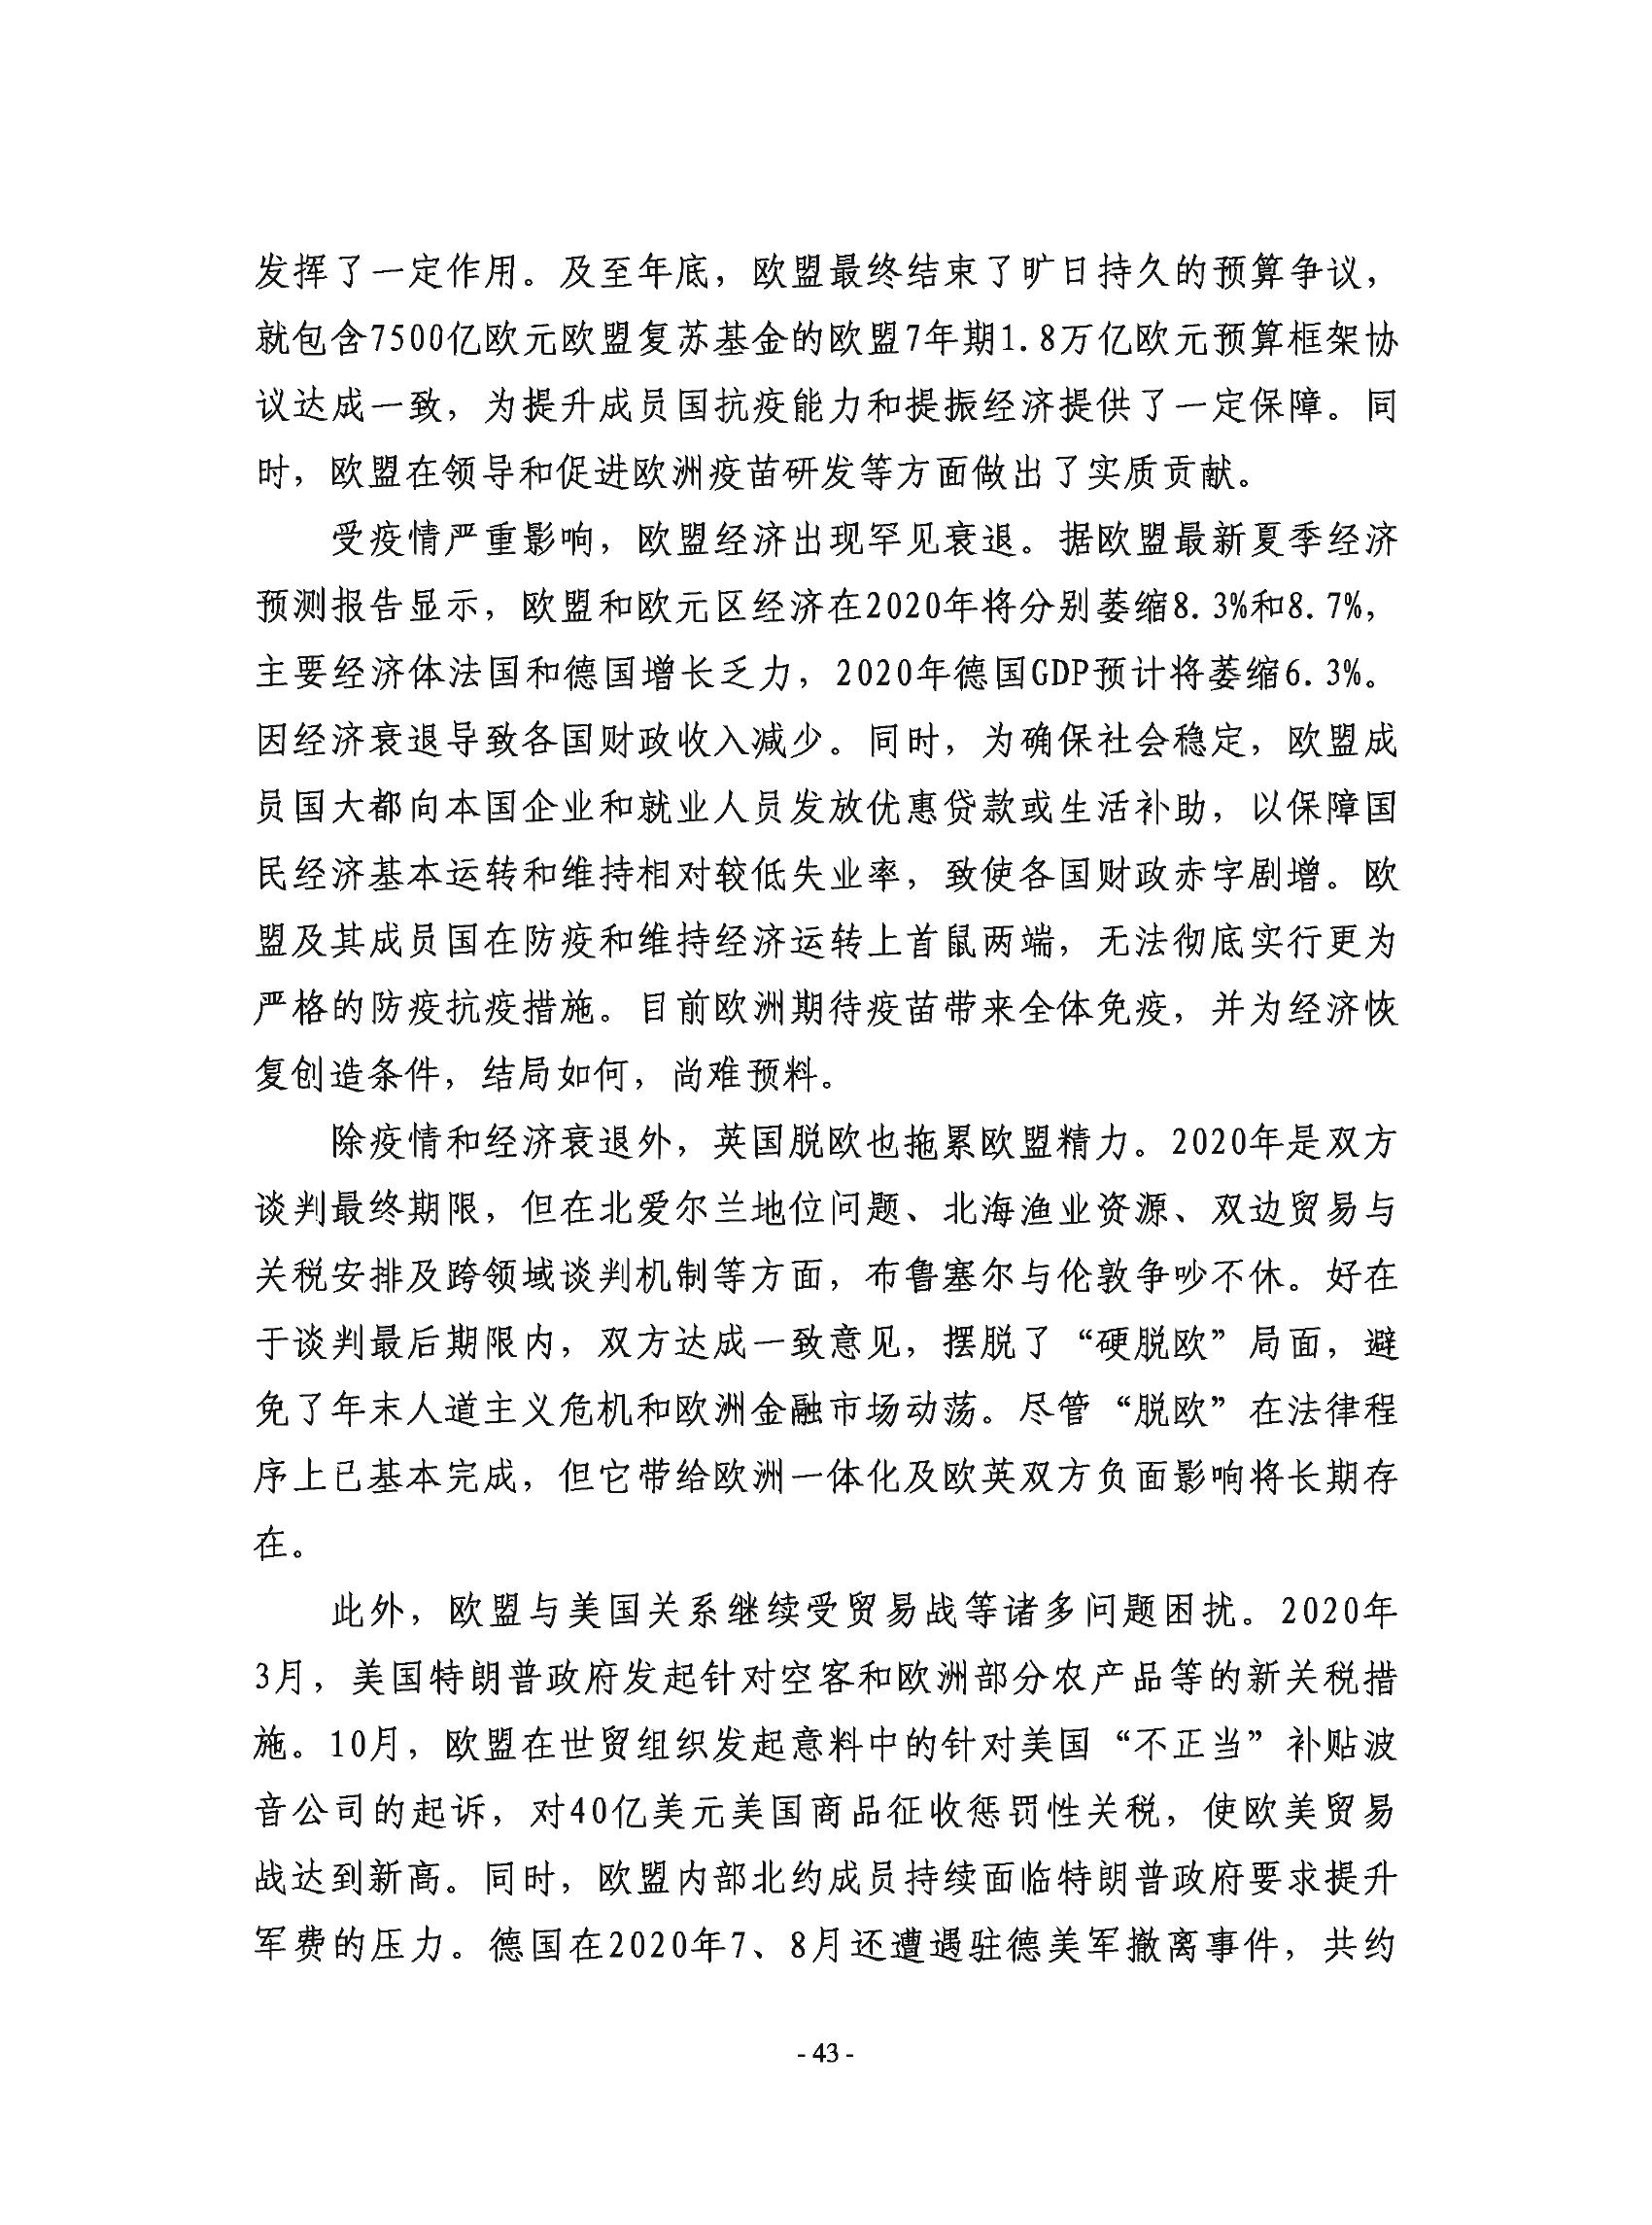 发挥了一定作用。及至年底，欧盟最终结束了旷日持久的预算争议，
就包含7500亿欧元欧盟复苏基金的欧盟7年期1.8万亿欧元预算框架协
议达成一致，为提升成员国抗疫能力和提振经济提供了一定保障。同
时，欧盟在领导和促进欧洲疫苗研发等方面做出了实质贡献。
受疫情严重影响，欧盟经济出现罕见衰退。据欧盟最新夏季经济
预测报告显示，欧盟和欧元区经济在2020年将分别萎缩8.3%和8.7%，
主要经济体法国和德国增长乏力，2020年德国GDP预计将萎缩6.3%。
因经济衰退导致各国财政收入减少。同时，为确保社会稳定，欧盟成
员国大都向本国企业和就业人员发放优惠贷款或生活补助，以保障国
民经济基本运转和维持相对较低失业率，致使各国财政赤字剧增。欧
盟及其成员国在防疫和维持经济运转上首鼠两端，无法彻底实行更为
严格的防疫抗疫措施。目前欧洲期待疫苗带来全体免疫，并为经济恢
复创造条件，结局如何，尚难预料。
除疫情和经济衰退外，英国脱欧也拖累欧盟精力。2020年是双方
谈判最终期限，但在北爱尔兰地位问题、北海渔业资源、双边贸易与
关税安排及跨领域谈判机制等方面，布鲁塞尔与伦敦争吵不休。好在
于谈判最后期限内，双方达成一致意见，摆脱了“硬脱欧”局面，避
免了年末人道主义危机和欧洲金融市场动荡。尽管“脱欧”在法律程
序上已基本完成，但它带给欧洲一体化及欧英双方负面影响将长期存
在。
此外，欧盟与美国关系继续受贸易战等诸多问题困扰。2020年
3月，美国特朗普政府发起针对空客和欧洲部分农产品等的新关税措
施。10月，欧盟在世贸组织发起意料中的针对美国“不正当”补贴波
音公司的起诉，对40亿美元美国商品征收惩罚性关税，使欧美贸易
战达到新高。同时，欧盟内部北约成员持续面临特朗普政府要求提升
军费的压力。德国在2020年7、8月还遭遇驻德美军撤离事件，共约
- 43 -